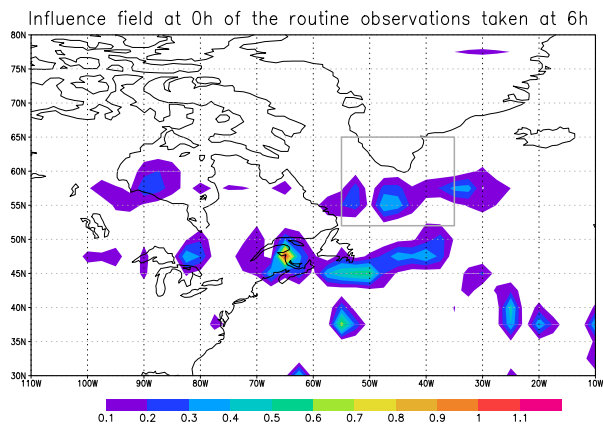 Influence field at 0h of the routine observations taken at 6h
80N
75N
70N
65N
60N
55N
50N
45N
40N
35N
30N
110W 100W 90W 80W 70W 60W 50W 40W 30W 20W 10W
0.1 0.2 0.3 0.4 0.5 0.6 0.7 0.8 0.9 1 1.1